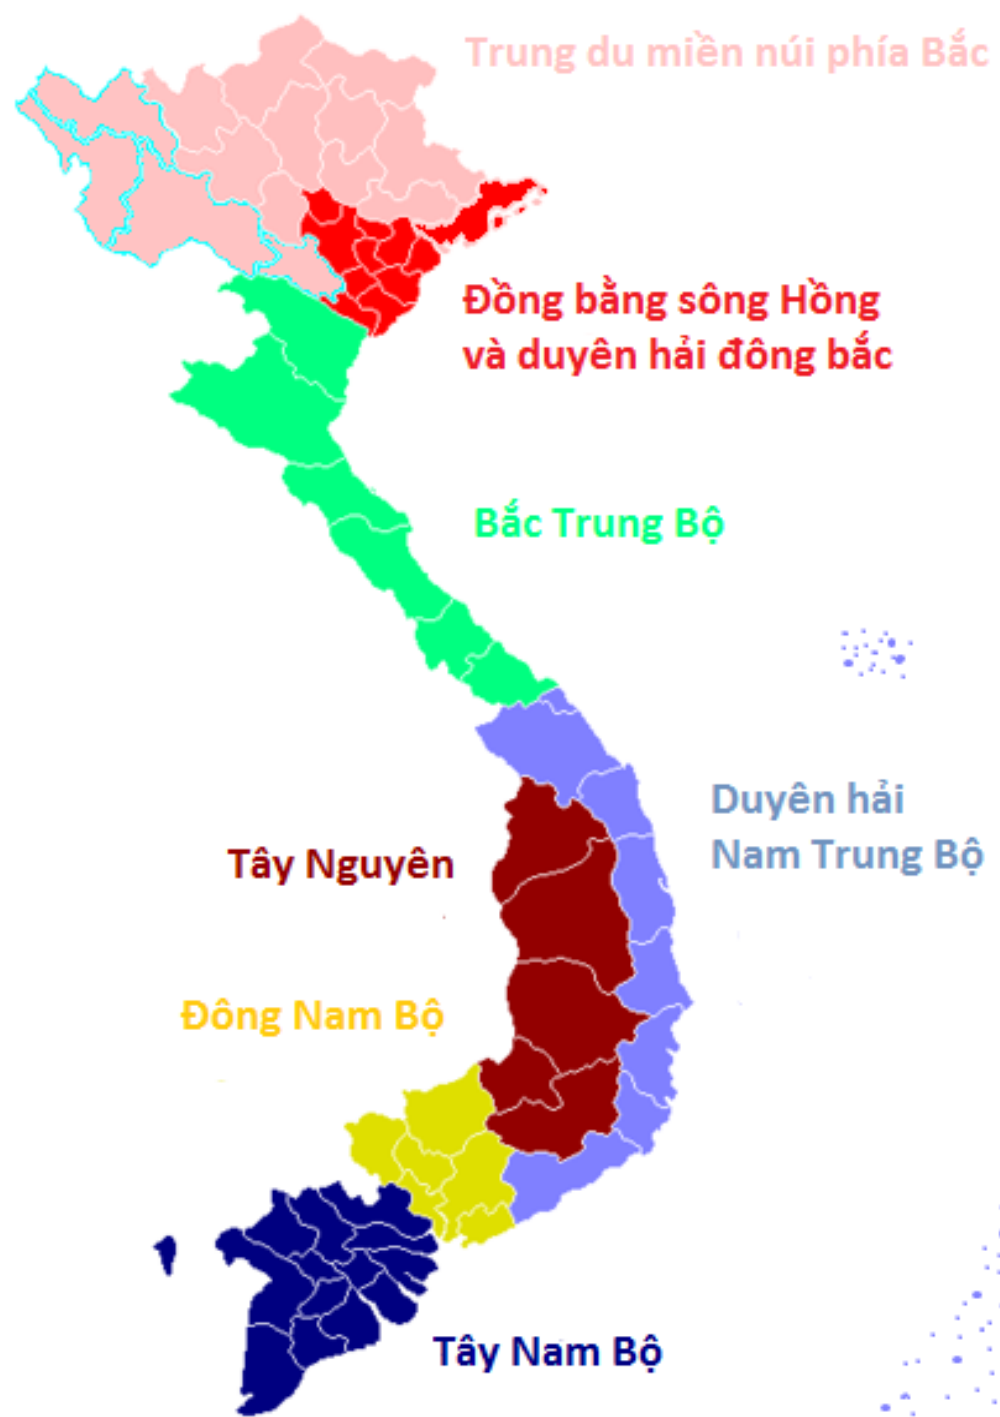 Trung du miền núi phía Bắc
Đồng bằng sông Hồng
và duyên hải đông bắc
Bắc Trung Bộ
Duyên hải
Nam Trung Bộ
Tây Nguyên
Đông Nam Bộ
Tây Nam Bộ